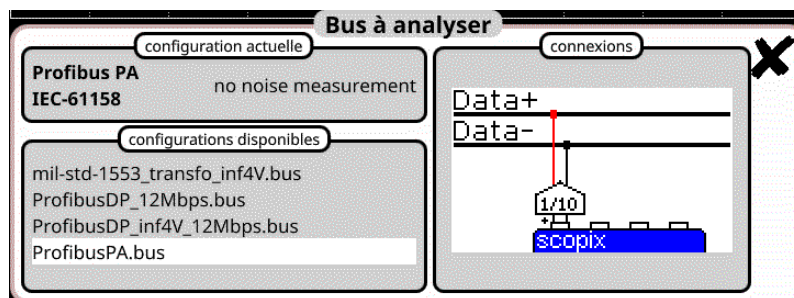 Bus à analyser
configuration actuelle
Profibus PA
IEC-61158
no noise measurement
configurations disponibles
mil-std-1553_transfo_inf4V.bus
ProfibusDP_12Mbps.bus
ProfibusDP_inf4V_12Mbps.bus
ProfibusPA.bus
connexions
Data+
Data-
1/10
scopix